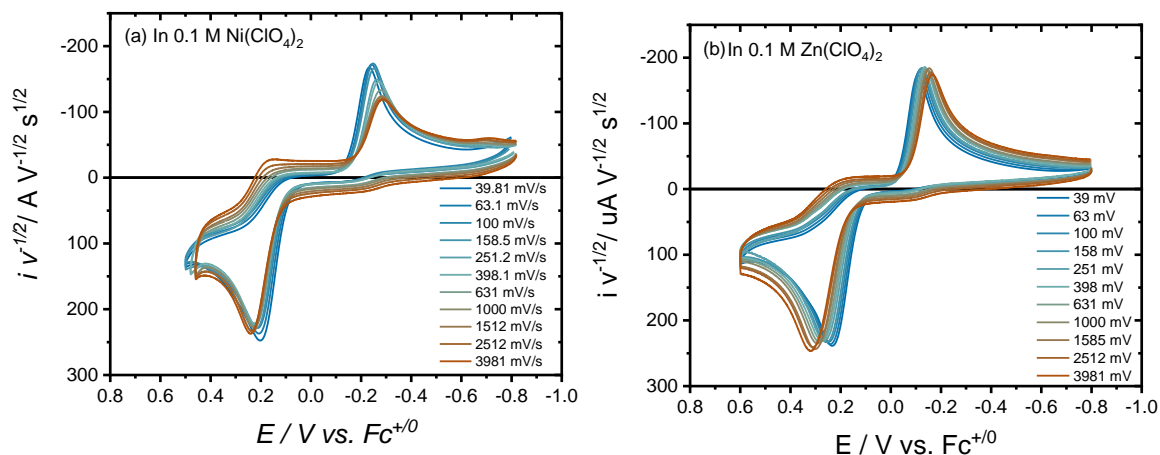 (a) In 0.1 M Ni(ClO4)2
i v-1/2/ A V-1/2 s1/2
-200
-100
0
100
200
300
39.81 mV/s
63.1 mV/s
100 mV/s
158.5 mV/s
251.2 mV/s
398.1 mV/s
631 mV/s
1000 mV/s
1512 mV/s
2512 mV/s
3981 mV/s
0.8 0.6 0.4 0.2 0.0 -0.2 -0.4 -0.6 -0.8 -1.0
E / V vs. Fc+/0
(b) In 0.1 M Zn(ClO4)2
i v-1/2/ uA V-1/2 s1/2
-200
-100
0
100
200
300
39 mV
63 mV
100 mV
158 mV
251 mV
398 mV
631 mV
1000 mV
1585 mV
2512 mV
3981 mV
0.8 0.6 0.4 0.2 0.0 -0.2 -0.4 -0.6 -0.8 -1.0
E / V vs. Fc+/0